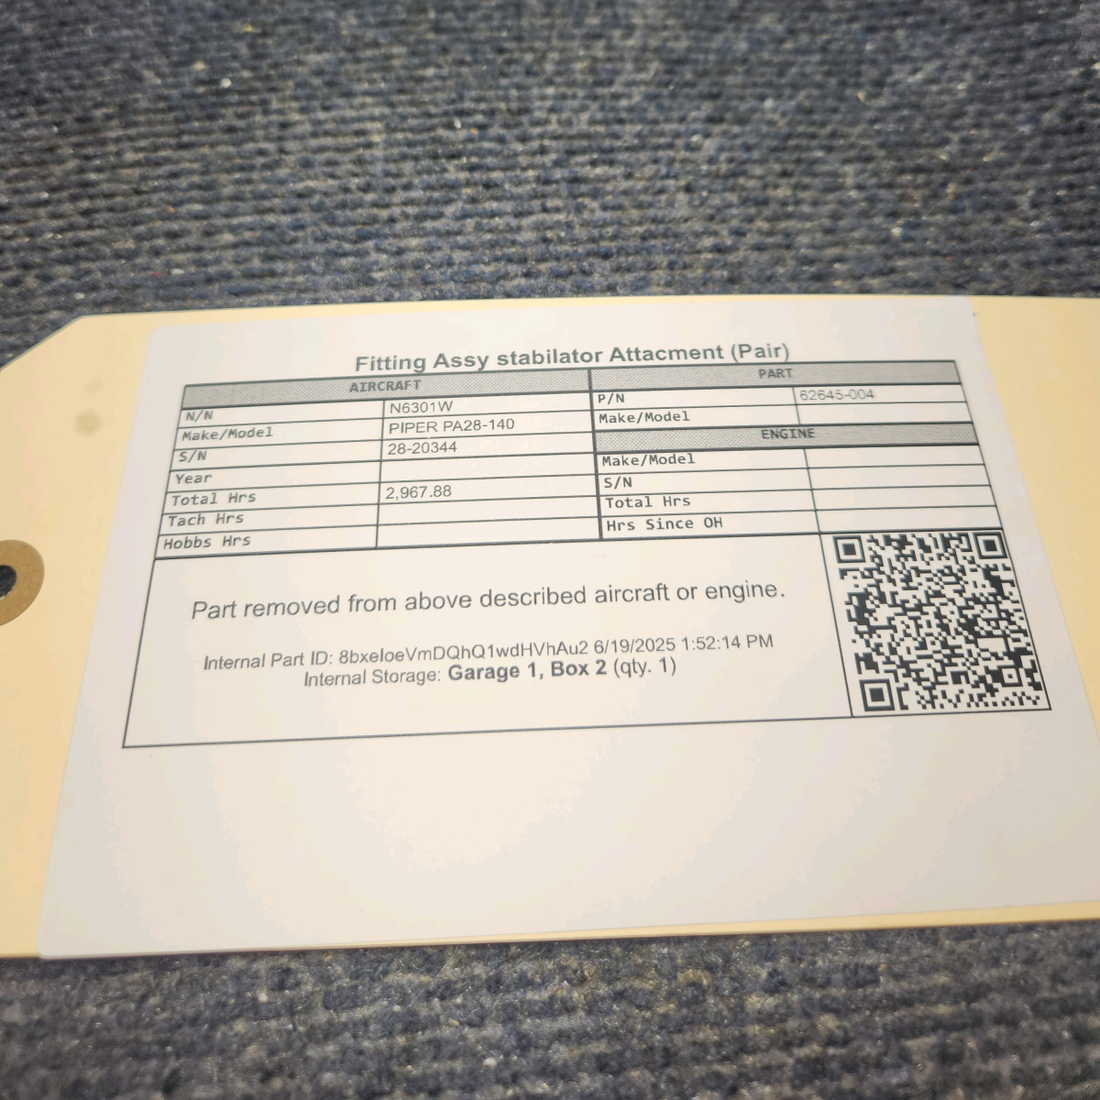 Fitting Assy stabilator Attacment (Pair)
AIRCRAFT
N/N N6301W
Make/Model PIPER PA28-140
S/N 28-20344
Year
Total Hrs 2,967.88
Tach Hrs
Hobbs Hrs
PART
P/N 62645-004
Make/Model
ENGINE
Make/Model
S/N
Total Hrs
Hrs Since OH
Part removed from above described aircraft or engine.
Internal Part ID: 8bxeloeVmDQhQ1wdHVhAu2 6/19/2025 1:52:14 PM
Internal Storage: Garage 1, Box 2 (qty. 1)